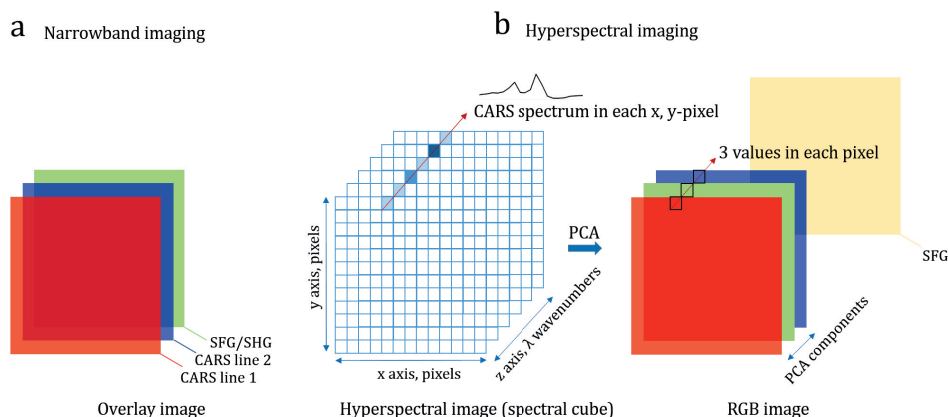 a Narrowband imaging
SFG/SHG
CARS line 2
CARS line 1
Overlay image
b Hyperspectral imaging
CARS spectrum in each x, y-pixel
y axis, pixels
x axis, pixels
z axis, λ wavenumbers
Hyperspectral image (spectral cube)
PCA
3 values in each pixel
SFG
PCA components
RGB image